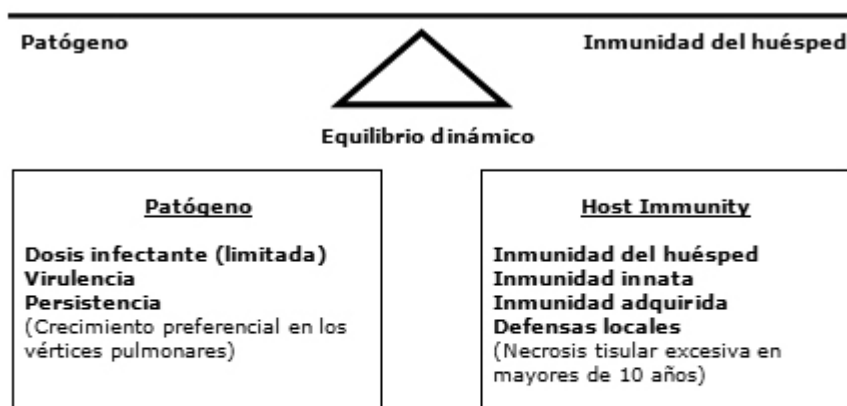 Patógeno
Inmunidad del huésped
Equilibrio dinámico
Patógeno
Dosis infectante (limitada)
Virulencia
Persistencia
(Crecimiento preferencial en los
vértices pulmonares)
Host Immunity
Inmunidad del huésped
Inmunidad innata
Inmunidad adquirida
Defensas locales
(Necrosis tisular excesiva en
mayores de 10 años)